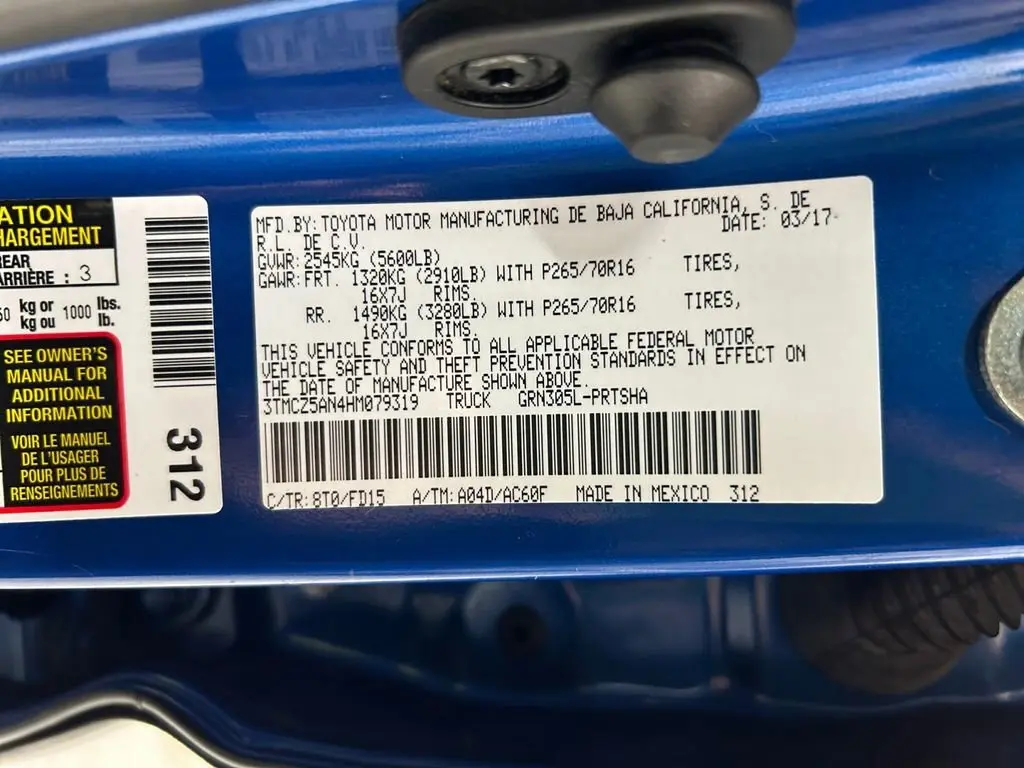 ATION
HARGEMENT
REAR
ARRIÈRE : 3
kg or 1000 lbs.
kg ou lb.
SEE OWNER'S
MANUAL FOR
ADDITIONAL
INFORMATION
VOIR LE MANUEL
DE L'USAGER
POUR PLUS DE
RENSEIGNEMENTS
312
MFD.BY: TOYOTA MOTOR MANUFACTURING DE BAJA CALIFORNIA, S. DE
R.L. DE C.V. DATE: 03/17
GVWR: 2545KG (5600LB)
GAWR: FRT. 1320KG (2910LB) WITH P265/70R16 TIRES,
16X7J RIMS.
RR. 1490KG (3280LB) WITH P265/70R16 TIRES,
16X7J RIMS.
THIS VEHICLE CONFORMS TO ALL APPLICABLE FEDERAL MOTOR
VEHICLE SAFETY AND THEFT PREVENTION STANDARDS IN EFFECT ON
THE DATE OF MANUFACTURE SHOWN ABOVE.
3TMCZ5AN4HM079319 TRUCK GRN305L-PRTSHA
C/TR: 8T0/FD15 A/TM: A04D/AC60F MADE IN MEXICO 312